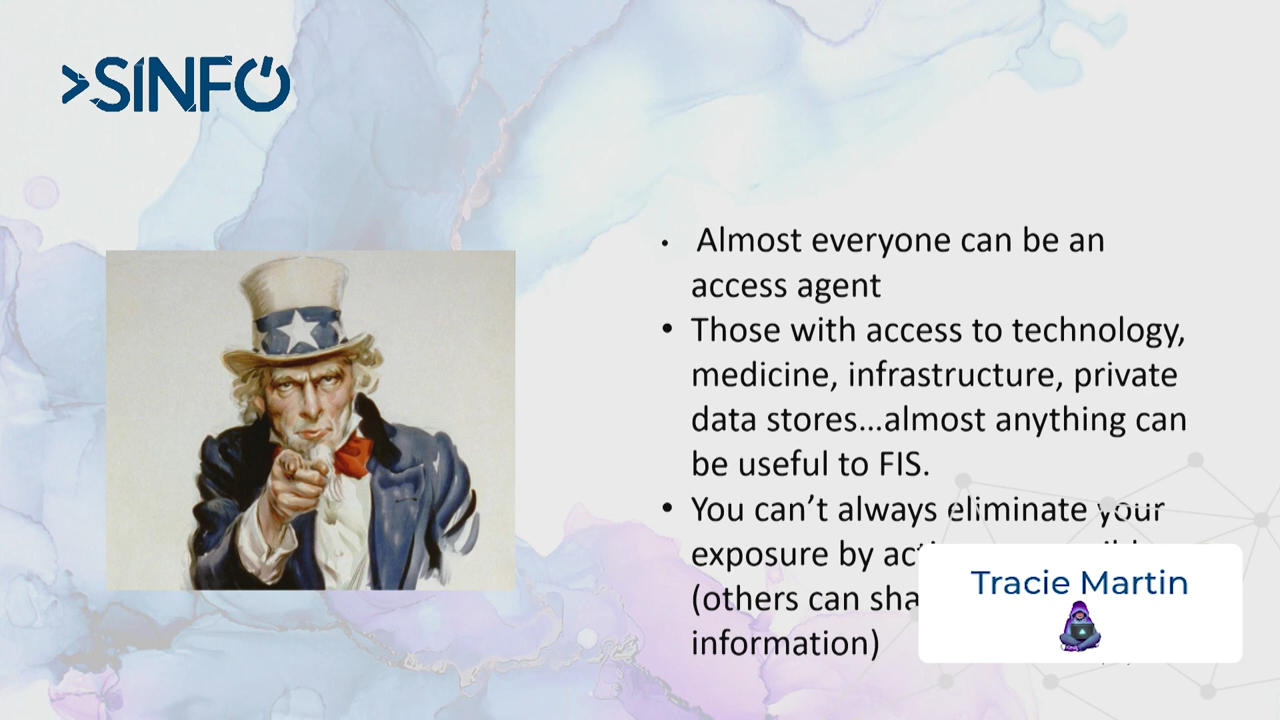 >SINFO
• Almost everyone can be an
access agent
• Those with access to technology,
medicine, infrastructure, private
data stores...almost anything can
be useful to FIS.
• You can’t always eliminate your
exposure by
(others can
information)
Tracie Martin